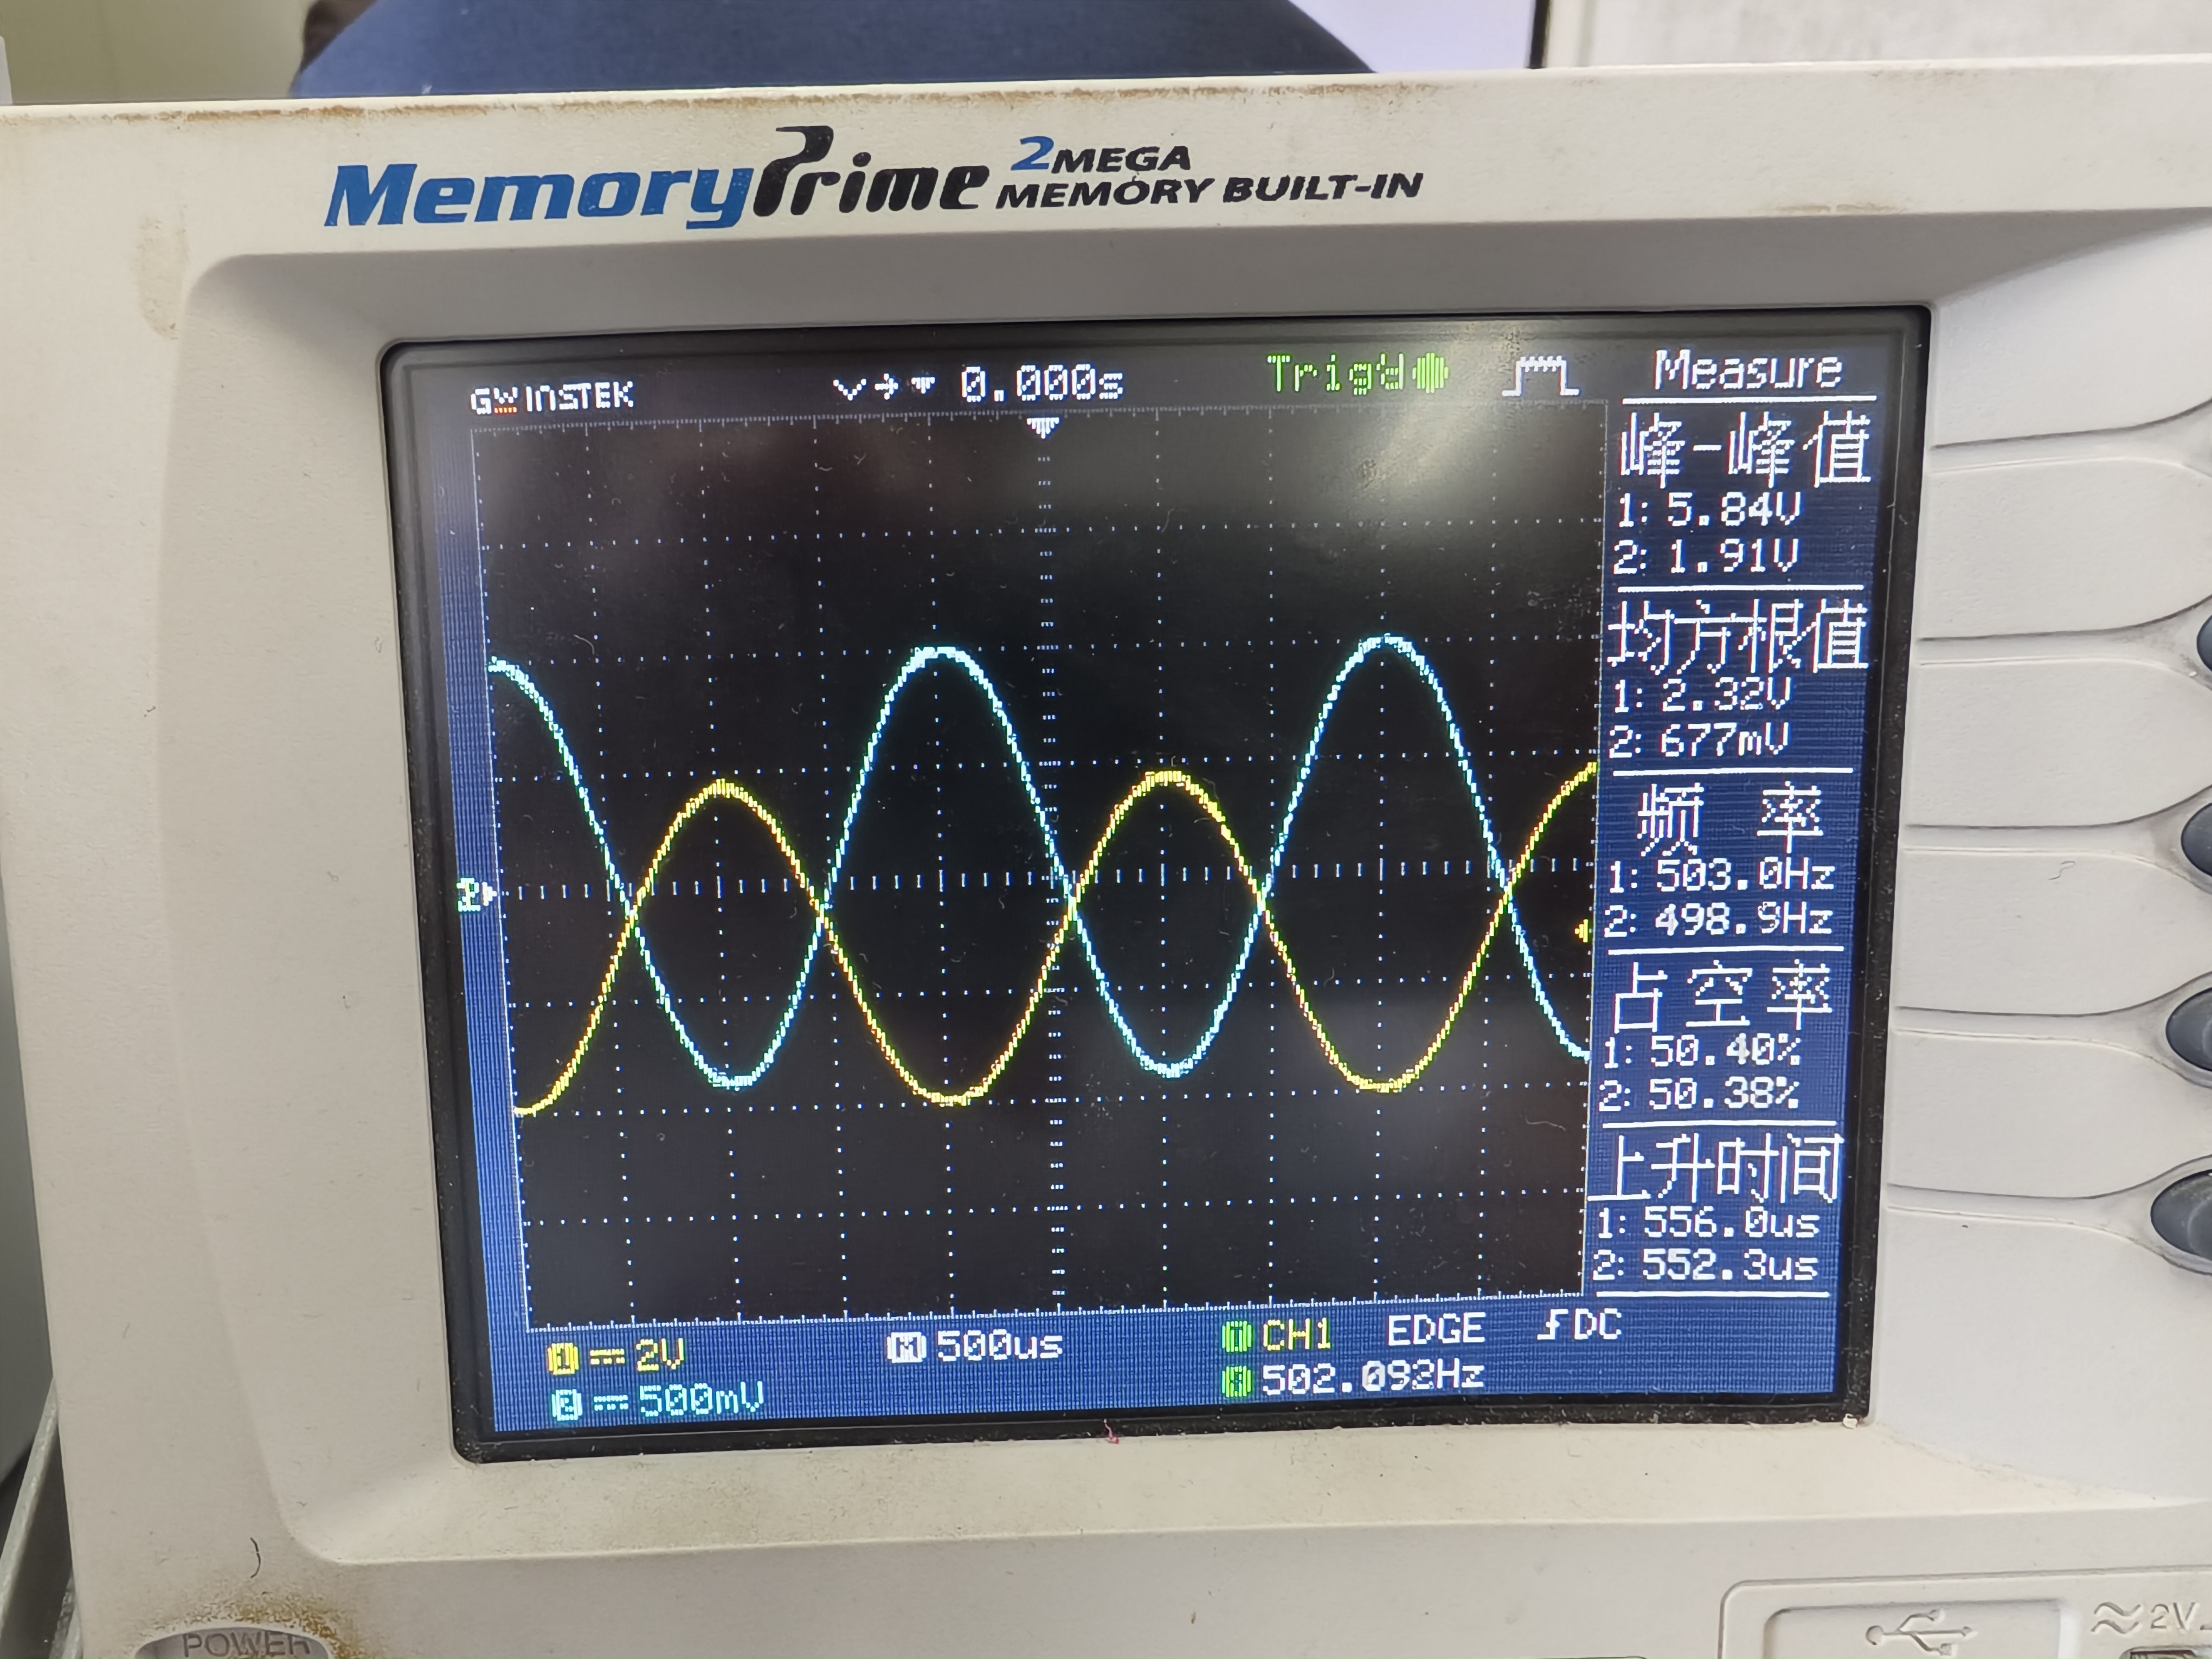 MemoryPrime 2MEGA
MEMORY BUILT-IN
GW INSTEK
0.000s
Trig'd
Measure
峰-峰值
1: 5.84V
2: 1.91V
均方根值
1: 2.32V
2: 677mV
频 率
1: 503.0Hz
2: 498.9Hz
占空率
1: 50.40%
2: 50.38%
上升时间
1: 556.0us
2: 552.3us
2
1 2V
M 500us
T CH1 EDGE DC
2 500mV
502.092Hz
POWER
≂2V